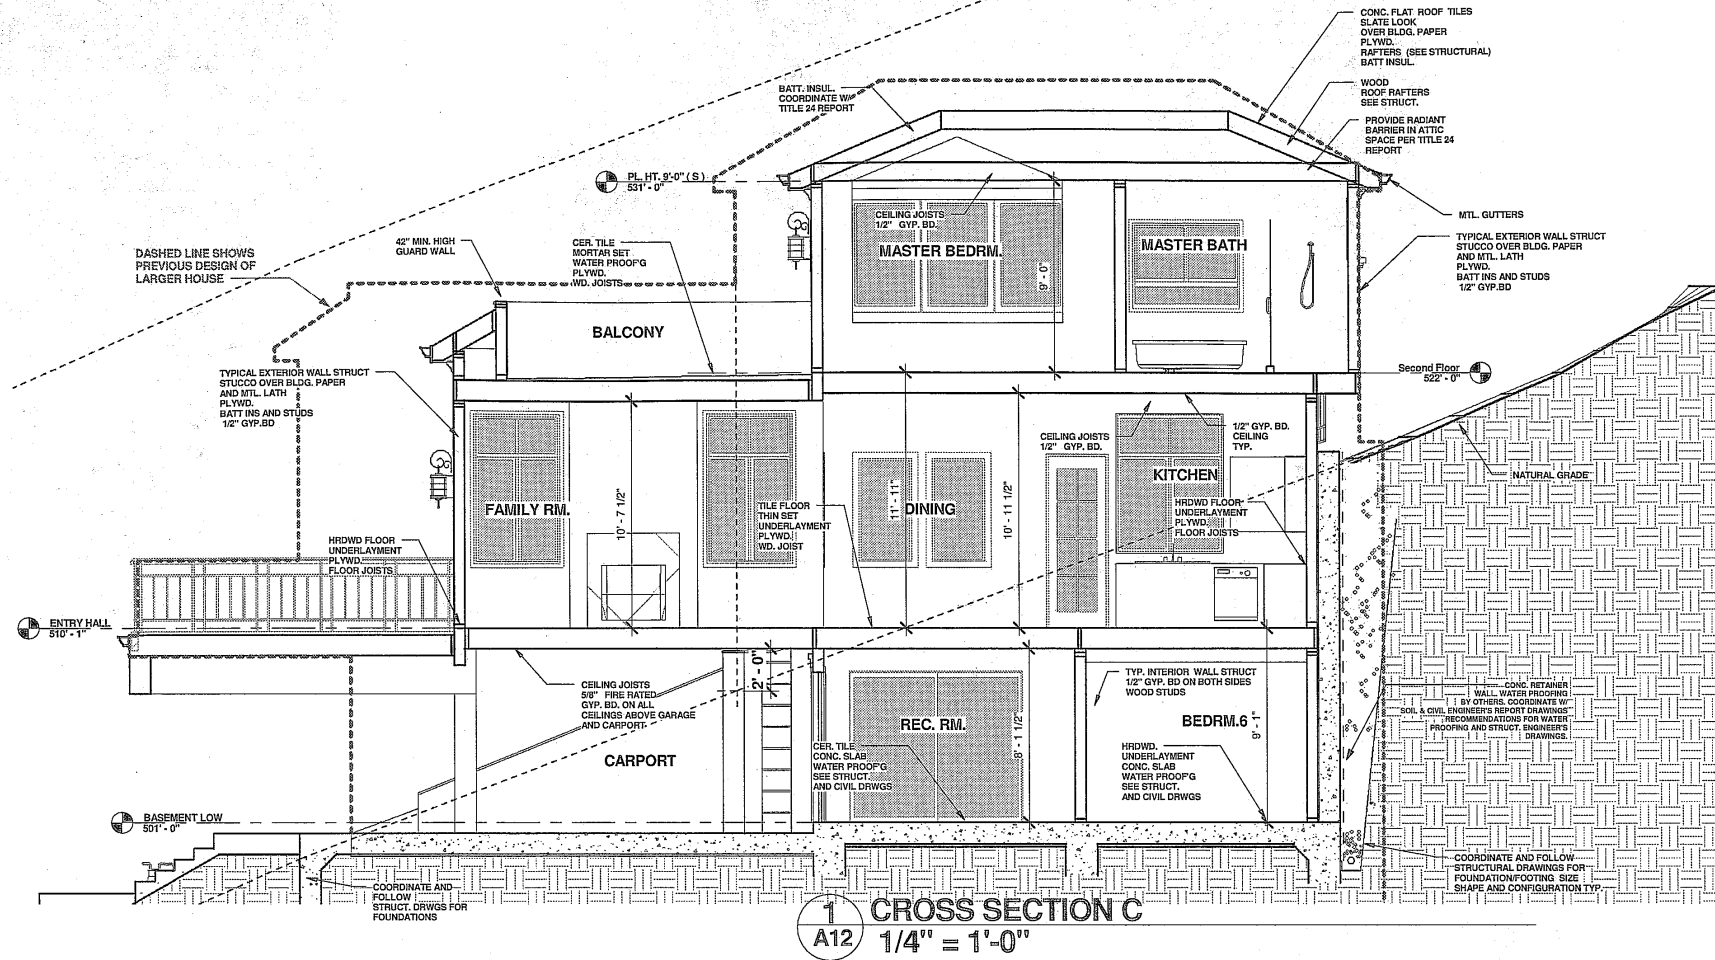 CONC. FLAT ROOF TILES
SLATE LOOK
OVER BLDG. PAPER
PLYWD.
RAFTERS (SEE STRUCTURAL)
BATT INSUL.
WOOD
ROOF RAFTERS
SEE STRUCT.
PROVIDE RADIANT
BARRIER IN ATTIC
SPACE PER TITLE 24
REPORT
BATT. INSUL.
COORDINATE W/
TITLE 24 REPORT
PL. HT. 9'-0" ( S )
531' - 0"
MTL. GUTTERS
TYPICAL EXTERIOR WALL STRUCT
STUCCO OVER BLDG. PAPER
AND MTL. LATH
PLYWD.
BATT INS AND STUDS
1/2" GYP.BD
DASHED LINE SHOWS
PREVIOUS DESIGN OF
LARGER HOUSE
42" MIN. HIGH
GUARD WALL
CER. TILE
MORTAR SET
WATER PROOF'G
PLYWD.
WD. JOISTS
CEILING JOISTS
1/2" GYP. BD.
MASTER BEDRM.
9' - 0"
MASTER BATH
BALCONY
Second Floor
522' - 0"
TYPICAL EXTERIOR WALL STRUCT
STUCCO OVER BLDG. PAPER
AND MTL. LATH
PLYWD.
BATT INS AND STUDS
1/2" GYP.BD
CEILING JOISTS
1/2" GYP. BD.
1/2" GYP. BD.
CEILING
TYP.
NATURAL GRADE
FAMILY RM.
10' - 7 1/2"
TILE FLOOR
THIN SET
UNDERLAYMENT
PLYWD.
WD. JOIST
11' - 11"
DINING
10' - 11 1/2"
KITCHEN
HRDWD FLOOR
UNDERLAYMENT
PLYWD.
FLOOR JOISTS
HRDWD FLOOR
UNDERLAYMENT
PLYWD.
FLOOR JOISTS
ENTRY HALL
510' - 1"
CEILING JOISTS
5/8" FIRE RATED
GYP. BD. ON ALL
CEILINGS ABOVE GARAGE
AND CARPORT
2' - 0"
CARPORT
REC. RM.
8' - 1 1/2"
CER. TILE
CONC. SLAB
WATER PROOF'G
SEE STRUCT.
AND CIVIL DRWGS
TYP. INTERIOR WALL STRUCT
1/2" GYP. BD ON BOTH SIDES
WOOD STUDS
BEDRM.6
9' - 1"
HRDWD.
UNDERLAYMENT
CONC. SLAB
WATER PROOF'G
SEE STRUCT.
AND CIVIL DRWGS
CONC. RETAINER
WALL. WATER PROOFING
BY OTHERS. COORDINATE W/
SOIL & CIVIL ENGINEER'S REPORT DRAWINGS
RECOMMENDATIONS FOR WATER
PROOFING AND STRUCT. ENGINEER'S
DRAWINGS.
BASEMENT LOW
501' - 0"
COORDINATE AND
FOLLOW
STRUCT. DRWGS FOR
FOUNDATIONS
COORDINATE AND FOLLOW
STRUCTURAL DRAWINGS FOR
FOUNDATION/FOOTING SIZE
SHAPE AND CONFIGURATION TYP.
1
A12
CROSS SECTION C
1/4" = 1'-0"